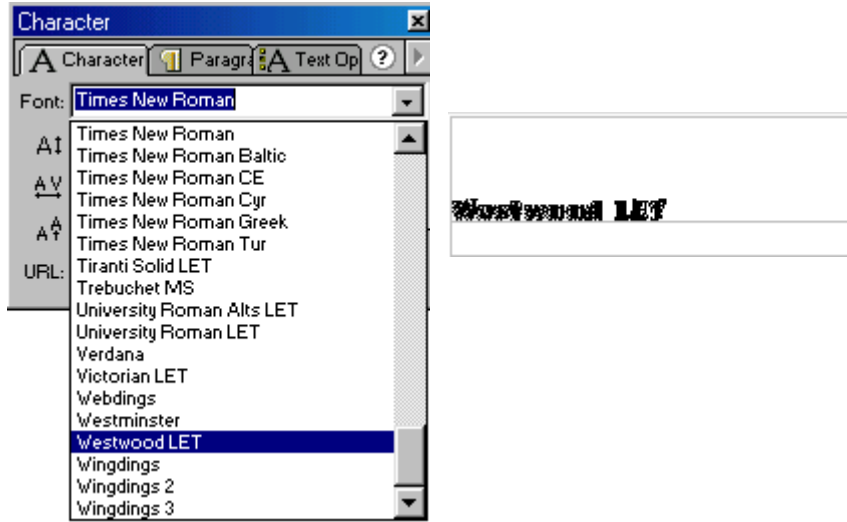 Character
Character Paragra Text Op ?
Font: Times New Roman
Times New Roman
Times New Roman Baltic
Times New Roman CE
Times New Roman Cyr
Times New Roman Greek
Times New Roman Tur
Tiranti Solid LET
Trebuchet MS
University Roman Alts LET
University Roman LET
Verdana
Victorian LET
Webdings
Westminster
Westwood LET
Wingdings
Wingdings 2
Wingdings 3
URL:
Westwood LET